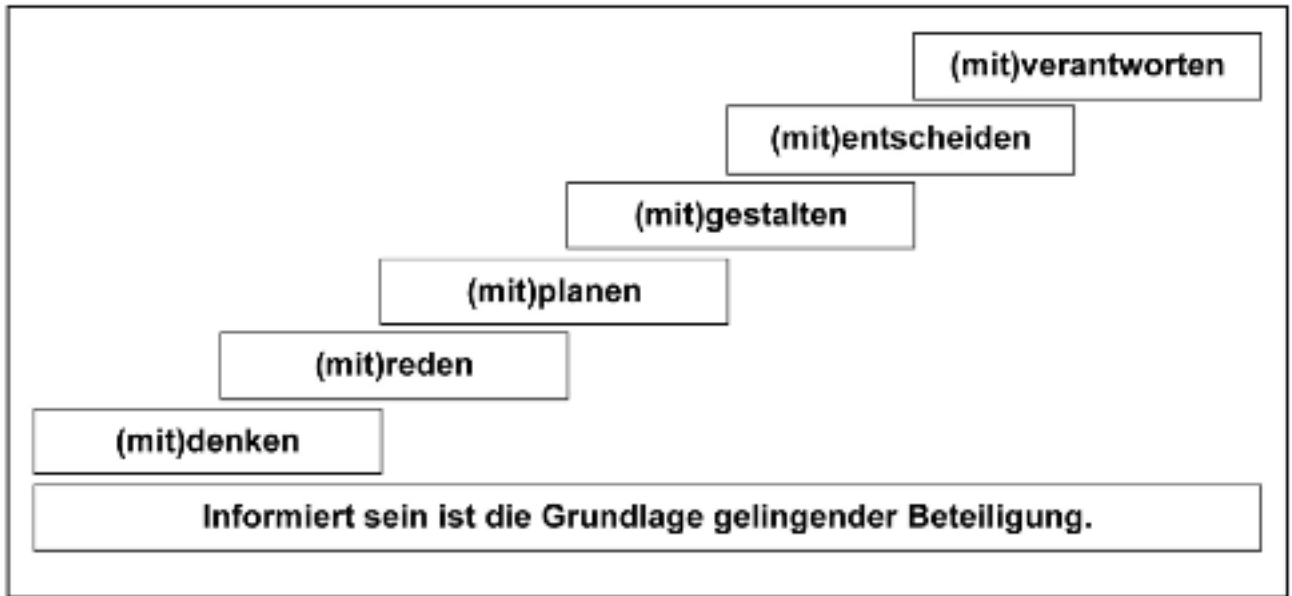 (mit)verantworten
(mit)entscheiden
(mit)gestalten
(mit)planen
(mit)reden
(mit)denken
Informiert sein ist die Grundlage gelingender Beteiligung.